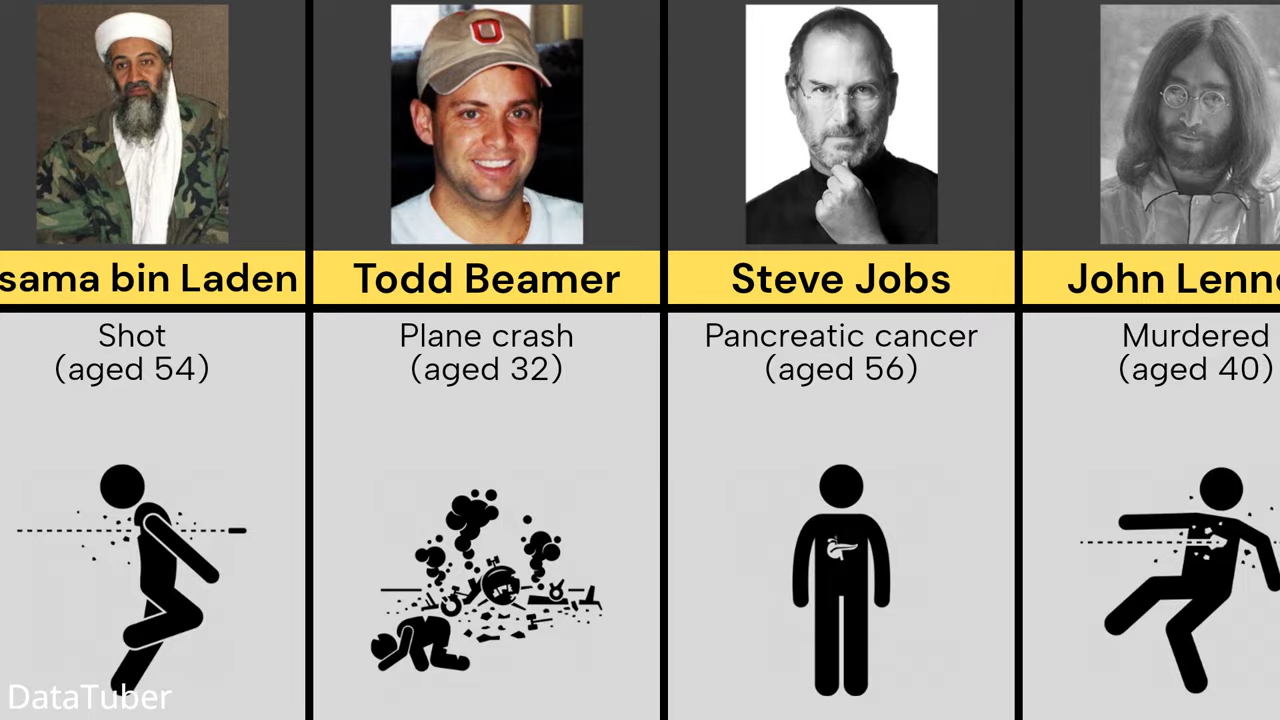 sama bin Laden
Todd Beamer
Steve Jobs
John Lenn
Shot
(aged 54)
Plane crash
(aged 32)
Pancreatic cancer
(aged 56)
Murdered
(aged 40)
DataTuber